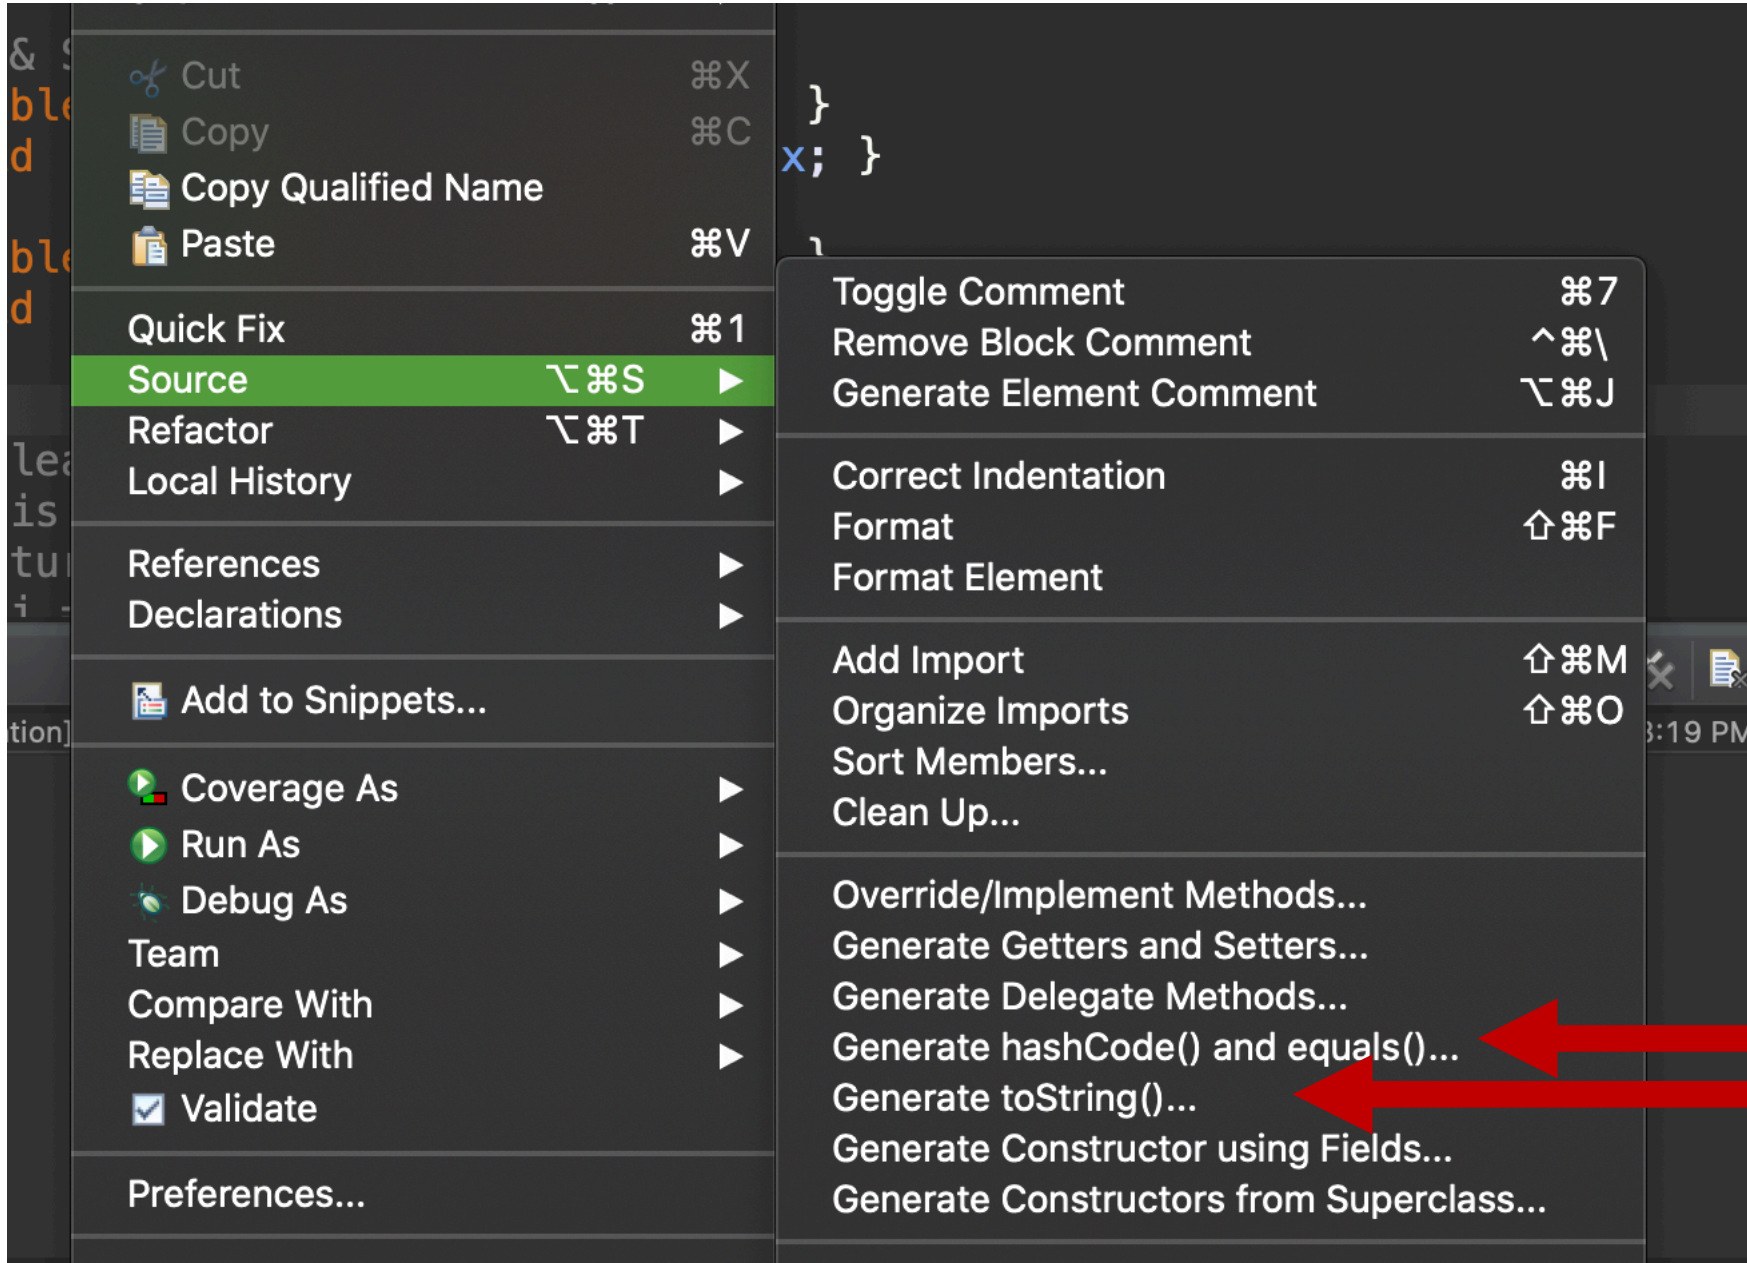 &
Cut ⌘X
Copy ⌘C
Copy Qualified Name
Paste ⌘V
Quick Fix ⌘1
Source ⌥⌘S ▶
Refactor ⌥⌘T ▶
Local History ▶
References ▶
Declarations ▶
Add to Snippets...
Coverage As ▶
Run As ▶
Debug As ▶
Team ▶
Compare With ▶
Replace With ▶
Validate
Preferences...
}
x; }
Toggle Comment ⌘7
Remove Block Comment ^⌘\
Generate Element Comment ⌥⌘J
Correct Indentation ⌘I
Format ⇧⌘F
Format Element
Add Import ⇧⌘M
Organize Imports ⇧⌘O
Sort Members...
Clean Up...
Override/Implement Methods...
Generate Getters and Setters...
Generate Delegate Methods...
Generate hashCode() and equals()...
Generate toString()...
Generate Constructor using Fields...
Generate Constructors from Superclass...
is
:19 PM